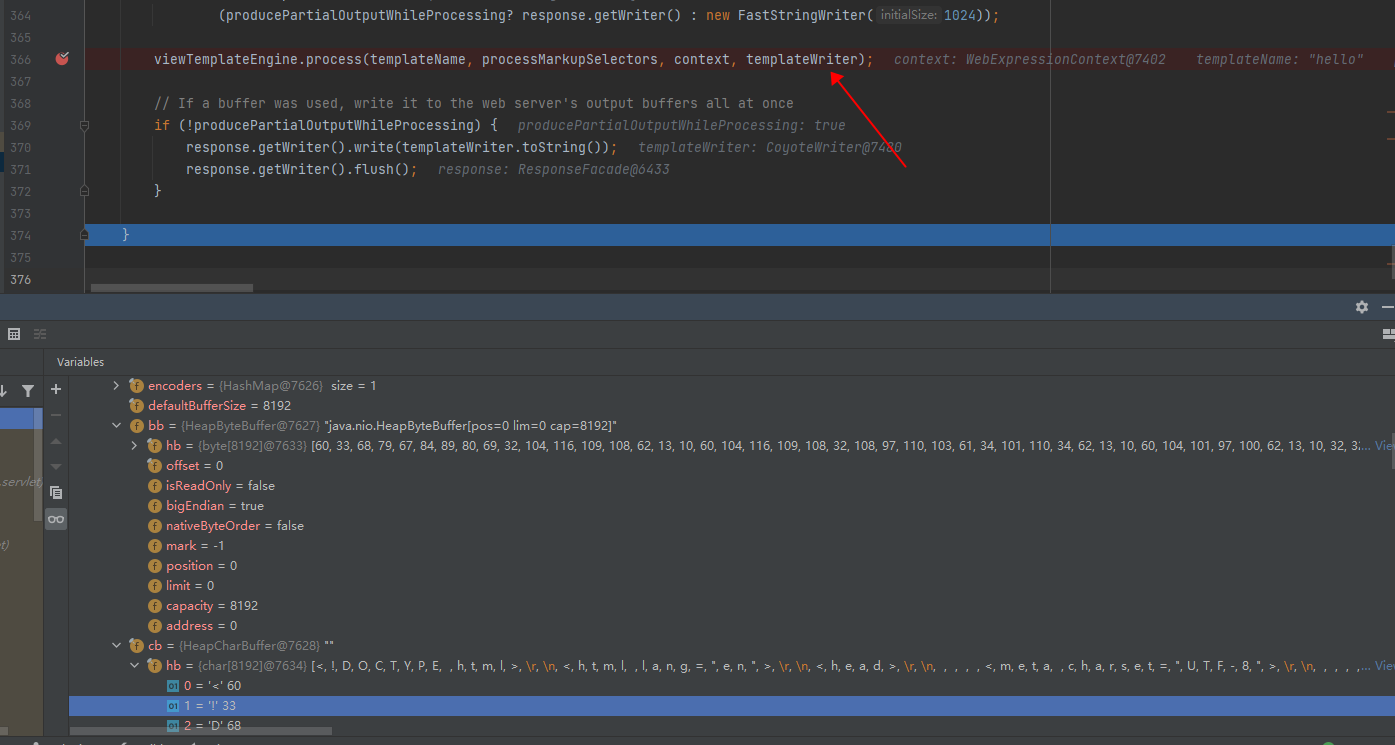 364 (producePartialOutputWhileProcessing? response.getWriter() : new FastStringWriter( initialSize: 1024));
365
366 viewTemplateEngine.process(templateName, processMarkupSelectors, context, templateWriter); context: WebExpressionContext@7402 templateName: "hello"
367
368 // If a buffer was used, write it to the web server's output buffers all at once
369 if (!producePartialOutputWhileProcessing) { producePartialOutputWhileProcessing: true
370 response.getWriter().write(templateWriter.toString()); templateWriter: CoyoteWriter@7480
371 response.getWriter().flush(); response: ResponseFacade@6433
372 }
373
374 }
375
376
Variables
encoders = {HashMap@7626} size = 1
defaultBufferSize = 8192
bb = {HeapByteBuffer@7627} "java.nio.HeapByteBuffer[pos=0 lim=0 cap=8192]"
hb = {byte[8192]@7633} [60, 33, 68, 79, 67, 84, 89, 80, 69, 32, 104, 116, 109, 108, 62, 13, 10, 60, 104, 116, 109, 108, 32, 108, 97, 110, 103, 61, 34, 101, 110, 34, 62, 13, 10, 60, 104, 101, 97, 100, 62, 13, 10, 32, 32... View
.servlet)
offset = 0
isReadOnly = false
bigEndian = true
nativeByteOrder = false
mark = -1
position = 0
limit = 0
capacity = 8192
address = 0
cb = {HeapCharBuffer@7628} ""
hb = {char[8192]@7634} [<, !, D, O, C, T, Y, P, E, , h, t, m, l, >, \r, \n, <, h, t, m, l, , l, a, n, g, =, ", e, n, ", >, \r, \n, <, h, e, a, d, >, \r, \n, , , , , <, m, e, t, a, , c, h, a, r, s, e, t, =, ", U, T, F, -, 8, ", >, \r, \n, , , , ,... View
0 = '<' 60
1 = '!' 33
2 = 'D' 68